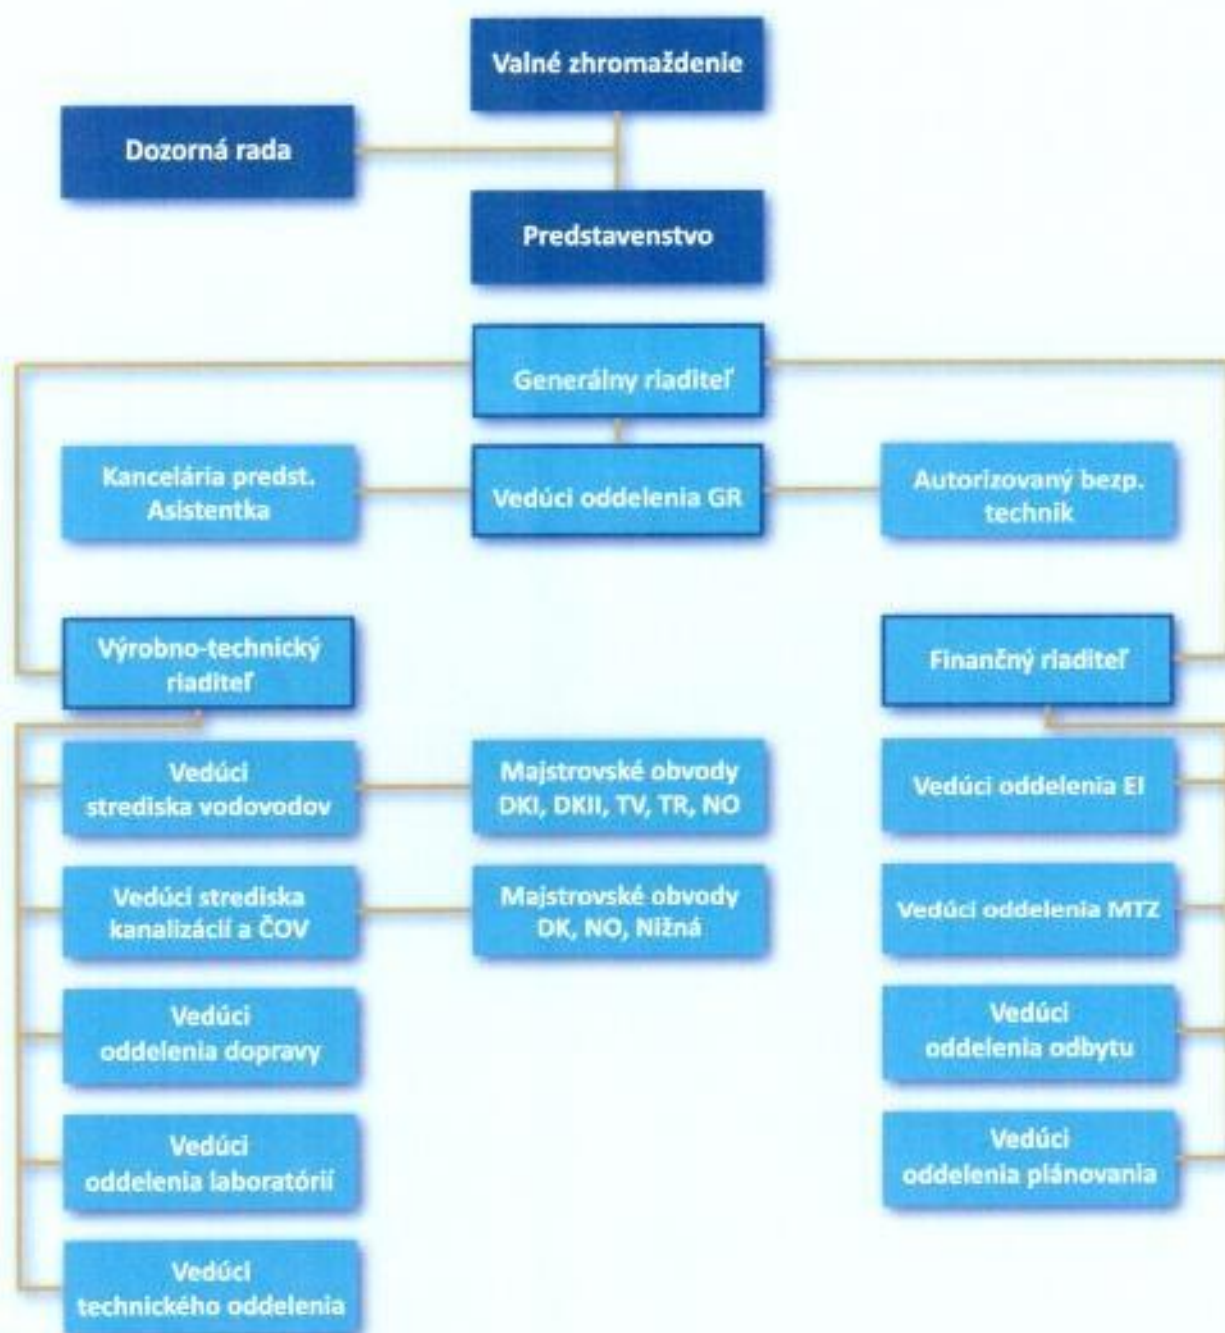 Valné zhromaždenie
Dozorná rada
Predstavenstvo
Generálny riaditeľ
Kancelária predst.
Asistentka
Vedúci oddelenia GR
Autorizovaný bezp.
technik
Výrobno-technický
riaditeľ
Finančný riaditeľ
Vedúci
strediska vodovodov
Majstrovské obvody
DKI, DKII, TV, TR, NO
Vedúci oddelenia EI
Vedúci strediska
kanalizácií a ČOV
Majstrovské obvody
DK, NO, Nižná
Vedúci oddelenia MTZ
Vedúci
oddelenia dopravy
Vedúci
oddelenia odbytu
Vedúci
oddelenia laboratórií
Vedúci
oddelenia plánovania
Vedúci
technického oddelenia